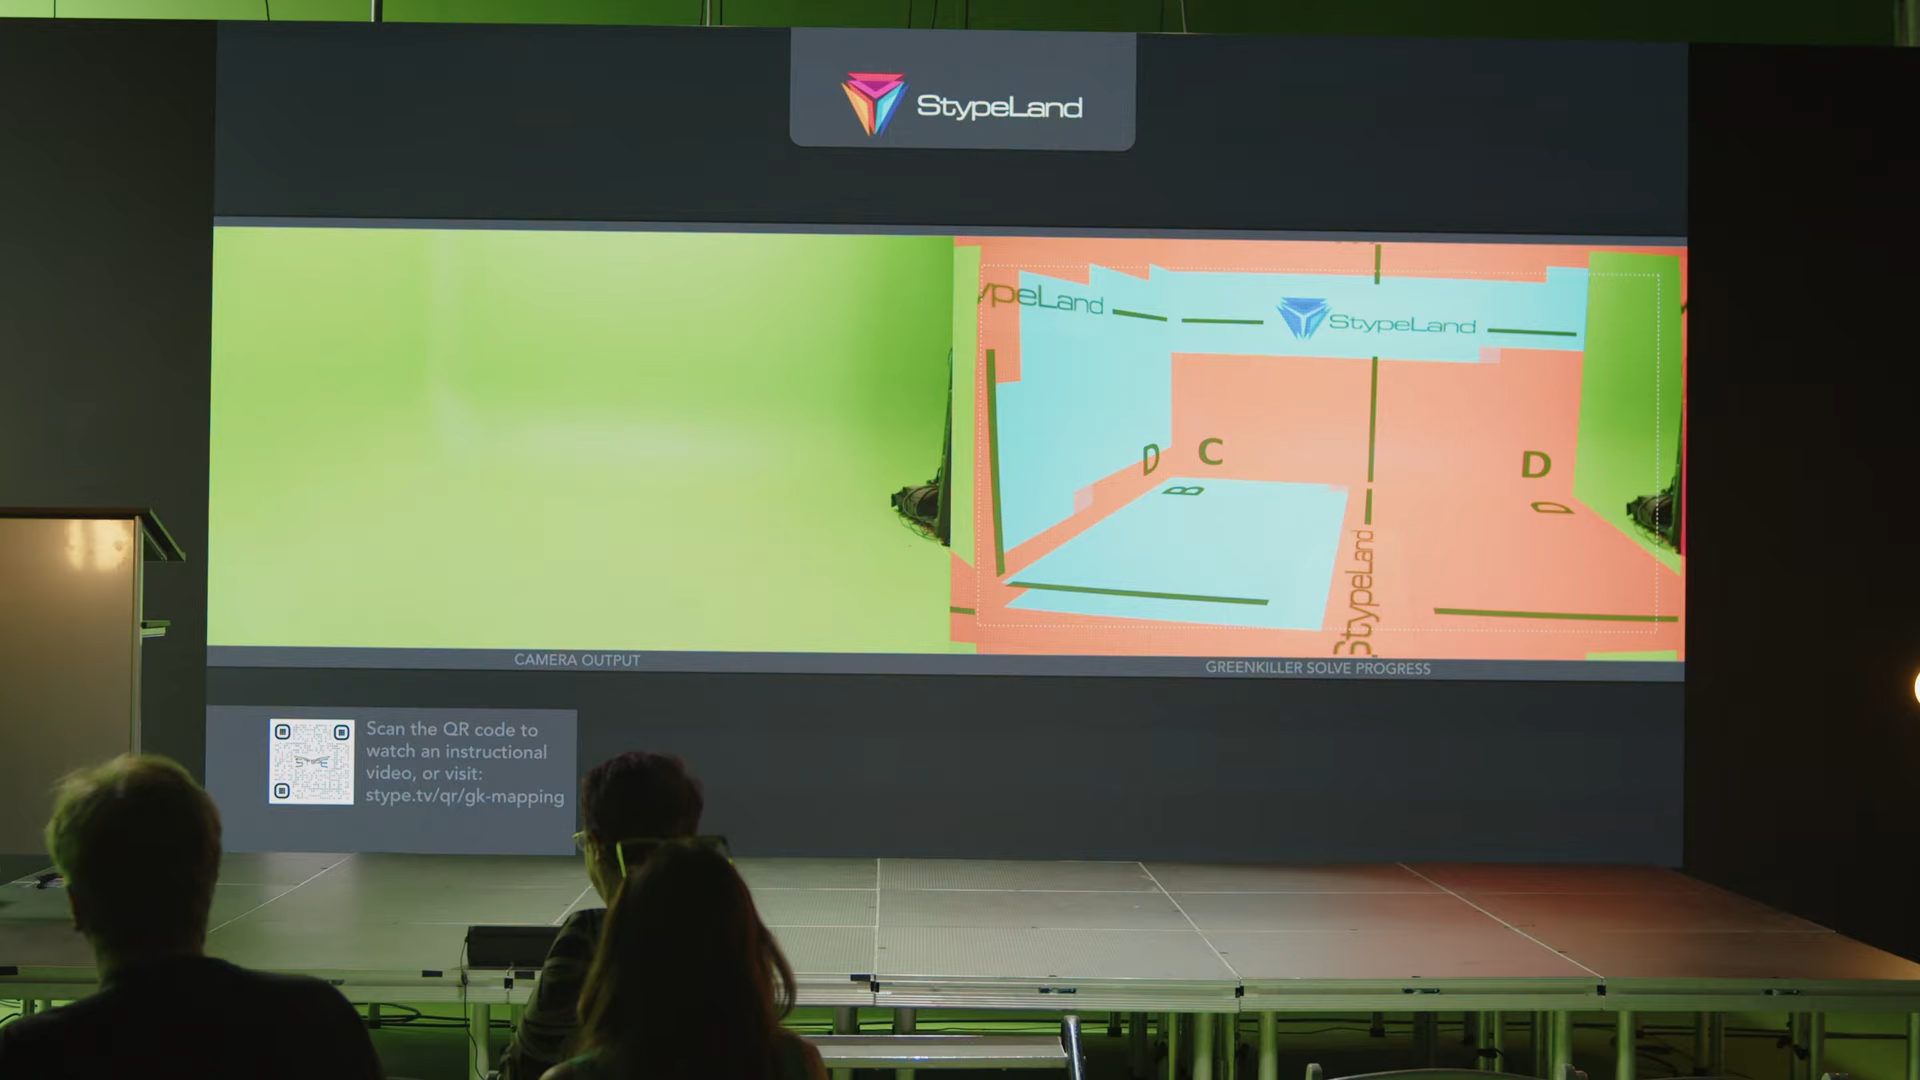 StypeLand
ypeLand
StypeLand
D
C
B
D
D
StypeLand
CAMERA OUTPUT
GREENKILLER SOLVE PROGRESS
Scan the QR code to
watch an instructional
video, or visit:
stype.tv/qr/gk-mapping